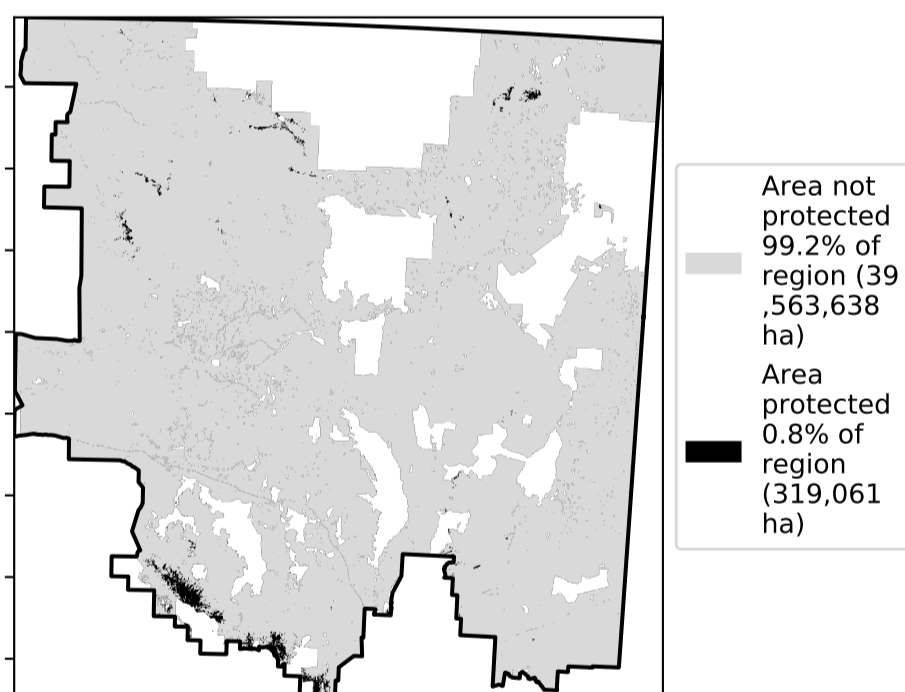 Area not
protected
99.2% of
region (39
,563,638
ha)
Area
protected
0.8% of
region
(319,061
ha)